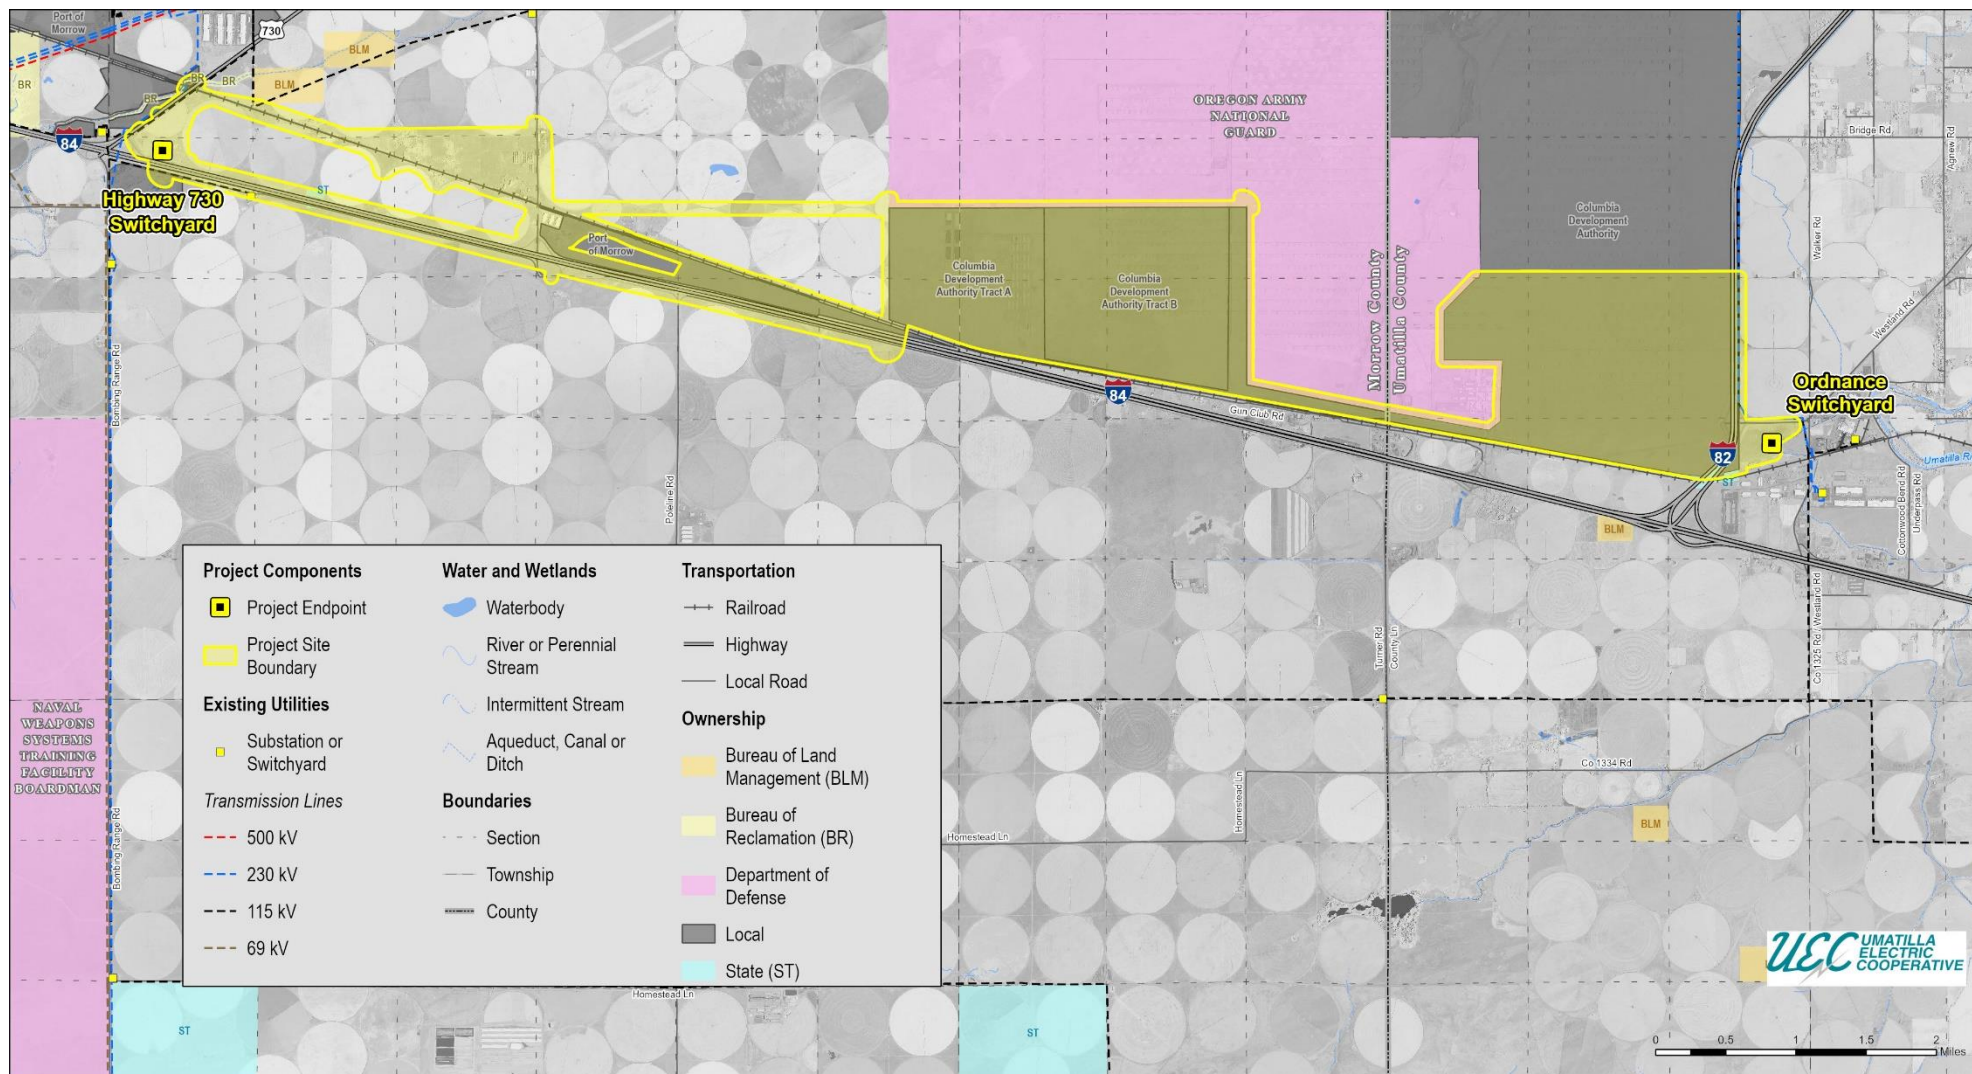 Port of
Morrow
730
BLM
BLM
BR
BR
BR
BR
84
Highway 730
Switchyard
ST
Port
of Morrow
OREGON ARMY
NATIONAL
GUARD
Columbia
Development
Authority
Columbia
Development
Authority Tract A
Columbia
Development
Authority Tract B
Morrow County
Umatilla County
Bridge Rd
Agnew Rd
Walker Rd
Westland Rd
Ordnance
Switchyard
84
Gun Club Rd
82
ST
BLM
Umatilla R
Cottonwood Bend Rd
Underpass Rd
Co 1325 Rd / Westland Rd
Bombing Range Rd
Poleline Rd
Turner Rd
County Ln
Co 1334 Rd
Homestead Ln
Homestead Ln
BLM
NAVAL
WEAPONS
SYSTEMS
TRAINING
FACILITY
BOARDMAN
Bombing Range Rd
Homestead Ln
ST
ST
Project Components
Project Endpoint
Project Site
Boundary
Existing Utilities
Substation or
Switchyard
Transmission Lines
500 kV
230 kV
115 kV
69 kV
Water and Wetlands
Waterbody
River or Perennial
Stream
Intermittent Stream
Aqueduct, Canal or
Ditch
Boundaries
Section
Township
County
Transportation
Railroad
Highway
Local Road
Ownership
Bureau of Land
Management (BLM)
Bureau of
Reclamation (BR)
Department of
Defense
Local
State (ST)
UEC UMATILLA
ELECTRIC
COOPERATIVE
0 0.5 1 1.5 2
Miles